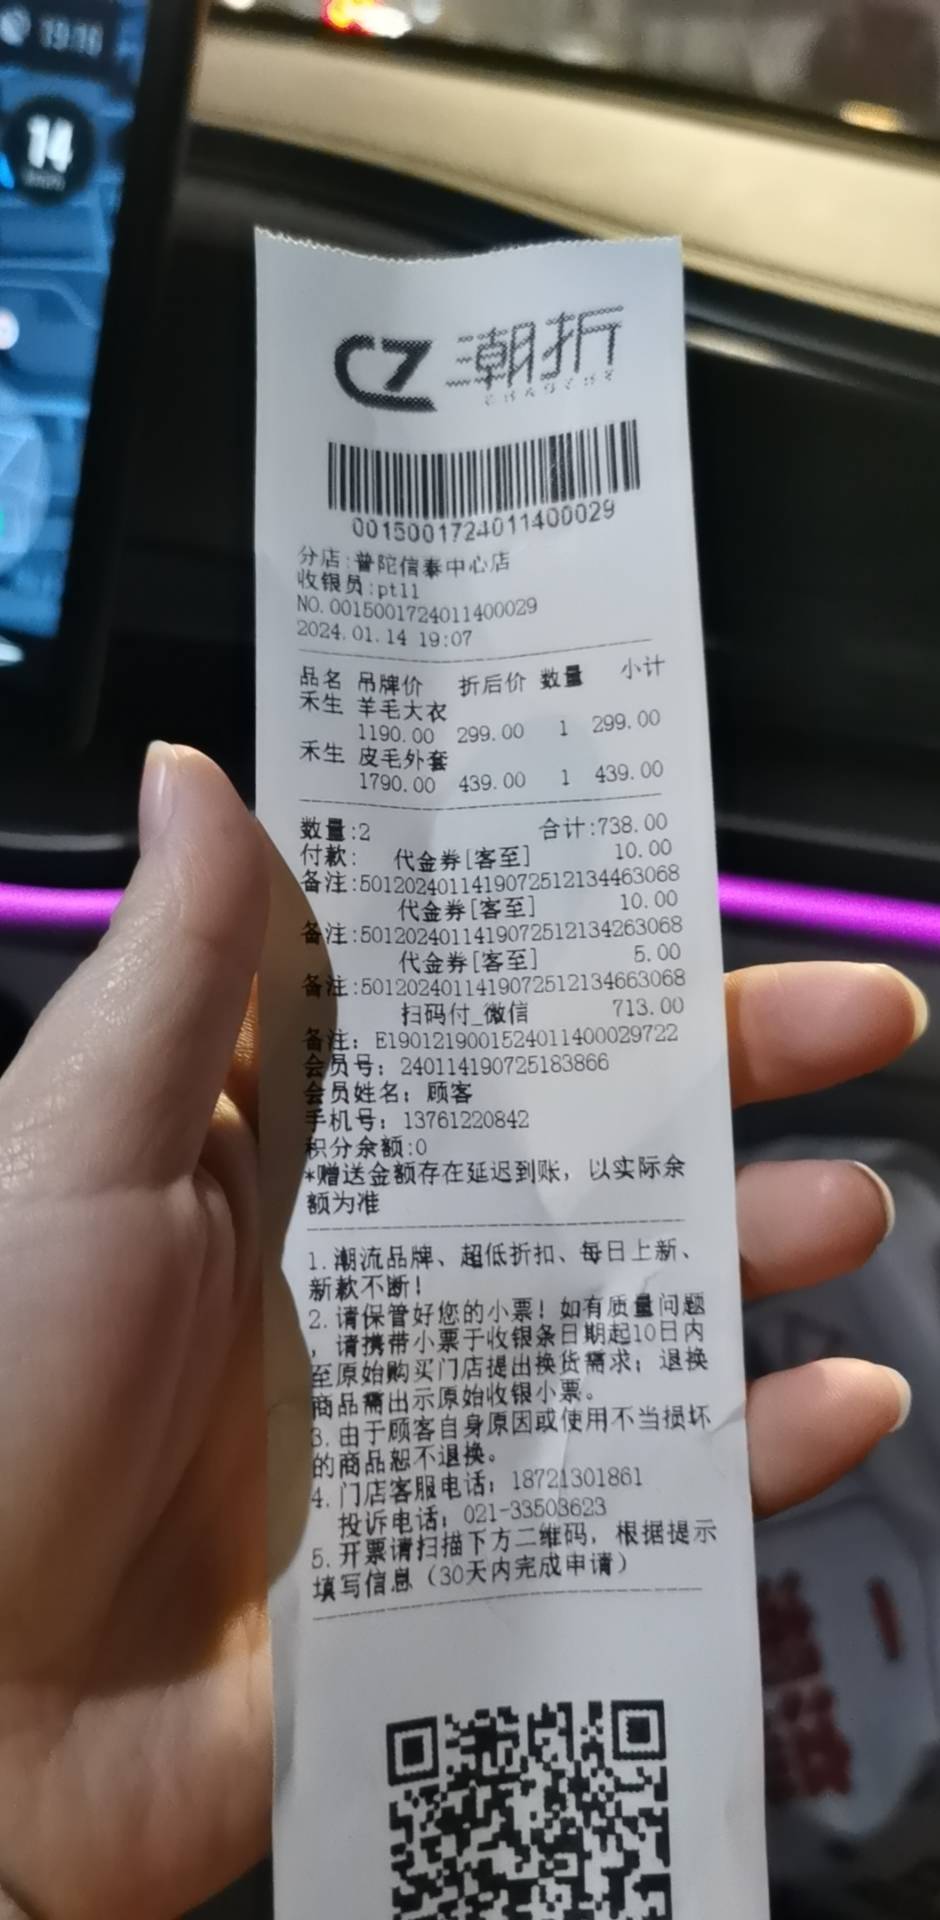 19:10
14
CZ 潮折
CHAOZHE
0015001724011400029
分店:普陀信泰中心店
收银员:pt11
NO.0015001724011400029
2024.01.14 19:07
品名 吊牌价 折后价 数量 小计
禾生 羊毛大衣
1190.00 299.00 1 299.00
禾生 皮毛外套
1790.00 439.00 1 439.00
数量:2 合计:738.00
付款: 代金券[客至] 10.00
备注:501202401141907251213446​3068
代金券[客至] 10.00
备注:5012024011419072512134263068
代金券[客至] 5.00
备注:5012024011419072512134663068
扫码付_微信 713.00
备注: E1901219001524011400029722
会员号: 240114190725183866
会员姓名: 顾客
手机号: 13761220842
积分余额:0
*赠送金额存在延迟到账, 以实际余
额为准
1.潮流品牌、超低折扣、每日上新、
新款不断!
2.请保管好您的小票!如有质量问题
,请携带小票于收银条日期起10日内
至原始购买门店提出换货需求;退换
商品需出示原始收银小票。
3.由于顾客自身原因或使用不当损坏
的商品恕不退换。
4.门店客服电话: 18721301861
投诉电话: 021-33503623
5.开票请扫描下方二维码, 根据提示
填写信息 (30天内完成申请)